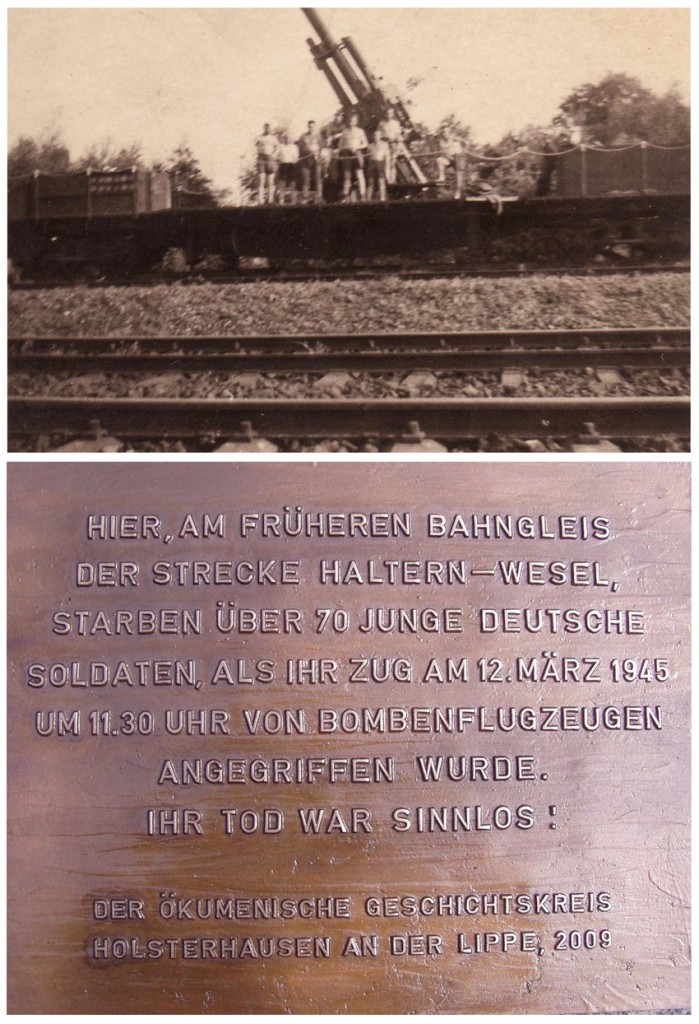 HIER, AM FRÜHEREN BAHNGLEIS
DER STRECKE HALTERN–WESEL,
STARBEN ÜBER 70 JUNGE DEUTSCHE
SOLDATEN, ALS IHR ZUG AM 12. MÄRZ 1945
UM 11.30 UHR VON BOMBENFLUGZEUGEN
ANGEGRIFFEN WURDE.
IHR TOD WAR SINNLOS!
DER ÖKUMENISCHE GESCHICHTSKREIS
HOLSTERHAUSEN AN DER LIPPE, 2009